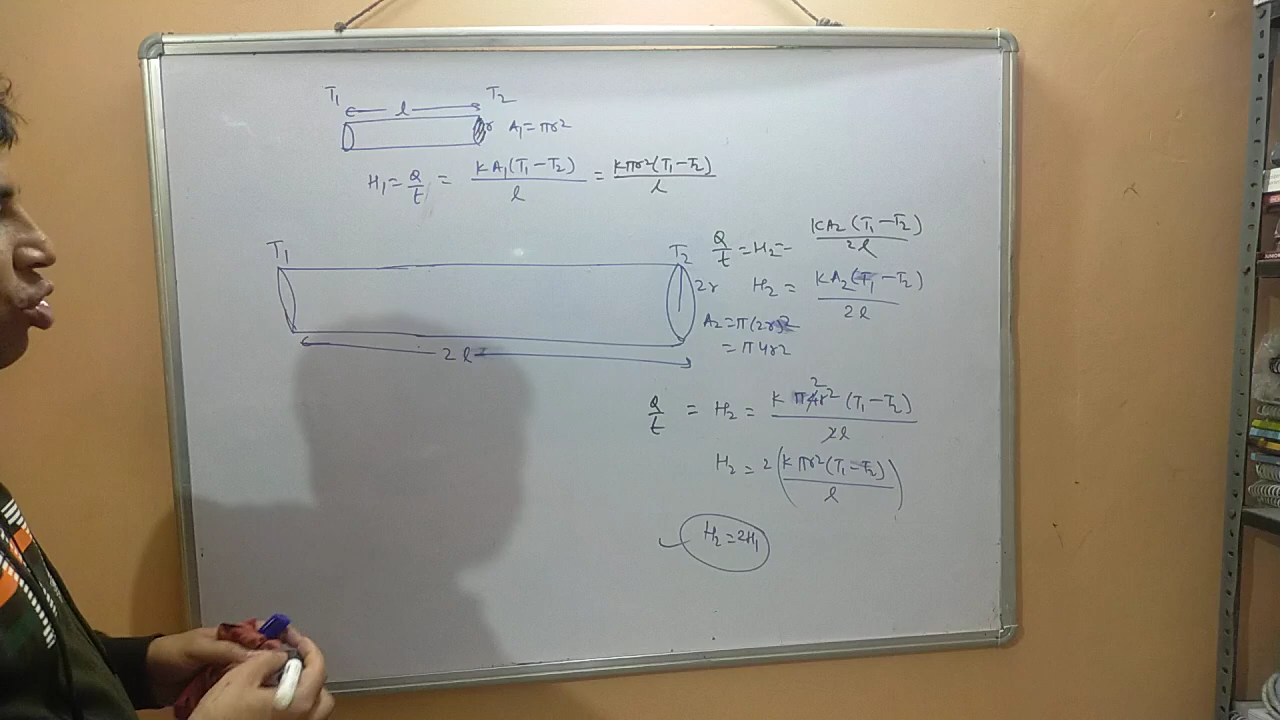 T₁ l T₂
r A₁ = πr²
H₁ = Q/t = KA₁(T₁-T₂)/l = Kπr²(T₁-T₂)/l
T₁ T₂
Q/t = H₂ = KA₂(T₁-T₂)/2l
2r H₂ = KA₂(T₁-T₂)/2l
A₂ = π(2r)²
= π4r²
2l
Q/t = H₂ = Kπ4r²(T₁-T₂)/2l
2
H₂ = 2(Kπr²(T₁-T₂)/l)
H₂ = 2H₁